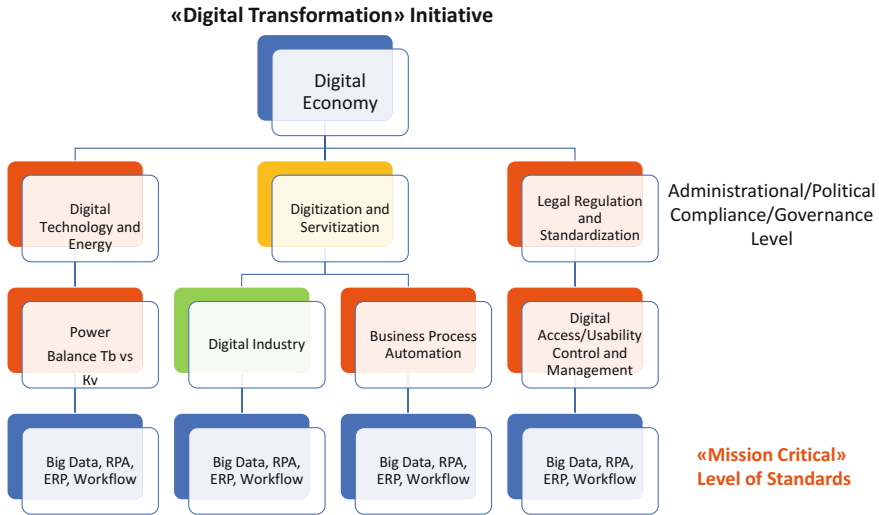 «Digital Transformation» Initiative
Digital
Economy
Digital
Technology and
Energy
Digitization and
Servitization
Legal Regulation
and
Standardization
Administrational/Political
Compliance/Governance
Level
Power
Balance Tb vs
Kv
Digital Industry
Business Process
Automation
Digital
Access/Usability
Control and
Management
Big Data, RPA,
ERP, Workflow
Big Data, RPA,
ERP, Workflow
Big Data, RPA,
ERP, Workflow
Big Data, RPA,
ERP, Workflow
«Mission Critical»
Level of Standards